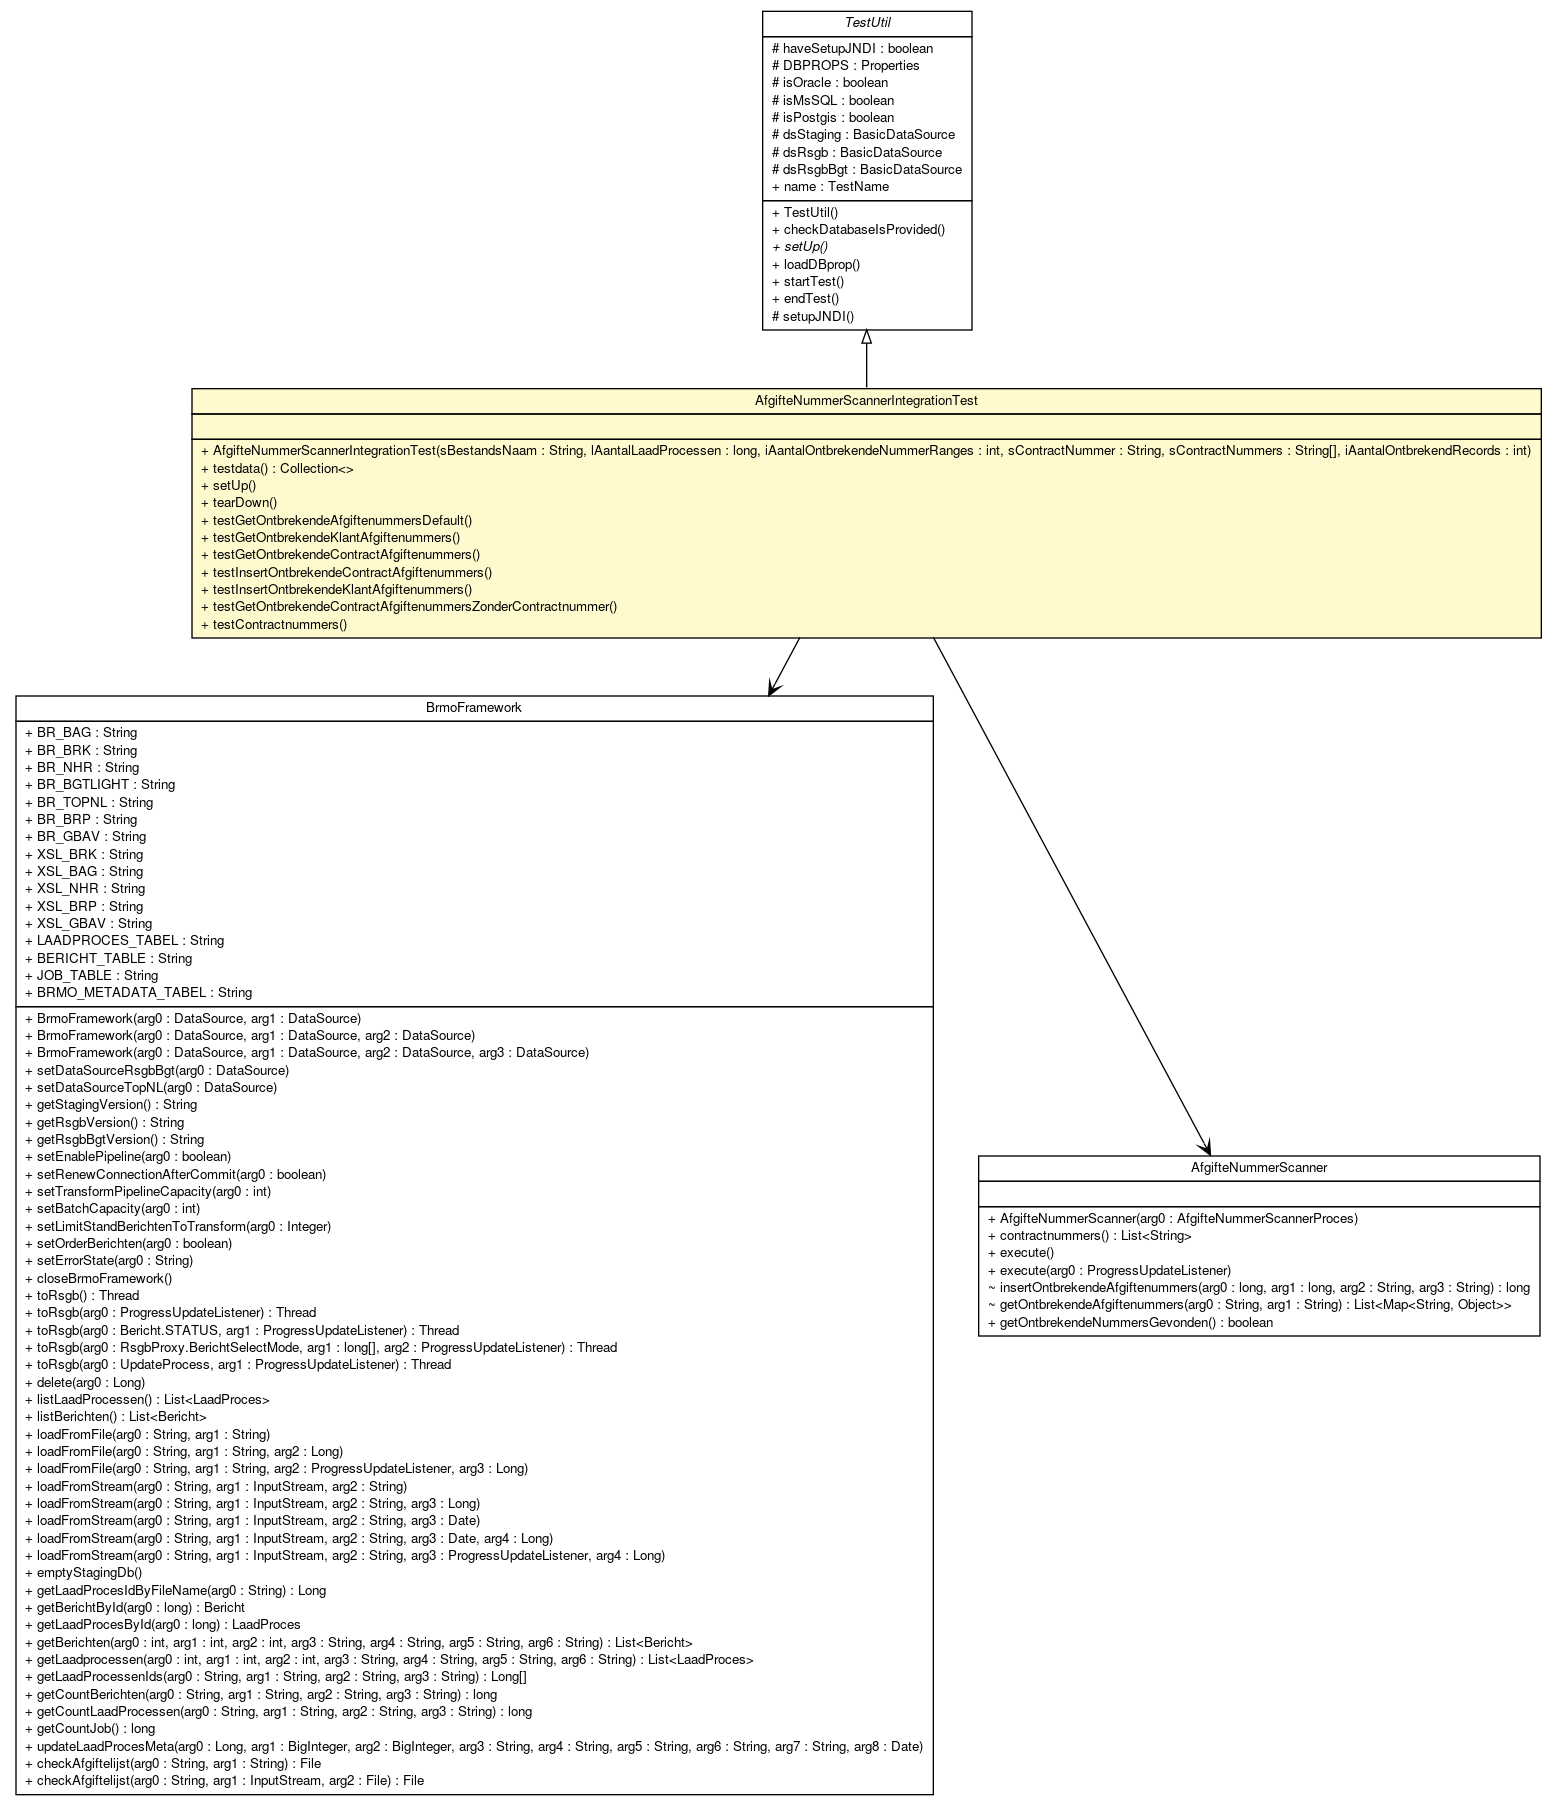 TestUtil
# haveSetupJNDI : boolean
# DBPROPS : Properties
# isOracle : boolean
# isMsSQL : boolean
# isPostgis : boolean
# dsStaging : BasicDataSource
# dsRsgb : BasicDataSource
# dsRsgbBgt : BasicDataSource
+ name : TestName
+ TestUtil()
+ checkDatabaseIsProvided()
+ setUp()
+ loadDBprop()
+ startTest()
+ endTest()
# setupJNDI()
AfgifteNummerScannerIntegrationTest
+ AfgifteNummerScannerIntegrationTest(sBestandsNaam : String, lAantalLaadProcessen : long, iAantalOntbrekendeNummerRanges : int, sContractNummer : String, sContractNummers : String[], iAantalOntbrekendRecords : int)
+ testdata() : Collection<>
+ setUp()
+ tearDown()
+ testGetOntbrekendeAfgiftenummersDefault()
+ testGetOntbrekendeKlantAfgiftenummers()
+ testGetOntbrekendeContractAfgiftenummers()
+ testInsertOntbrekendeContractAfgiftenummers()
+ testInsertOntbrekendeKlantAfgiftenummers()
+ testGetOntbrekendeContractAfgiftenummersZonderContractnummer()
+ testContractnummers()
BrmoFramework
+ BR_BAG : String
+ BR_BRK : String
+ BR_NHR : String
+ BR_BGTLIGHT : String
+ BR_TOPNL : String
+ BR_BRP : String
+ BR_GBAV : String
+ XSL_BRK : String
+ XSL_BAG : String
+ XSL_NHR : String
+ XSL_BRP : String
+ XSL_GBAV : String
+ LAADPROCES_TABEL : String
+ BERICHT_TABLE : String
+ JOB_TABLE : String
+ BRMO_METADATA_TABEL : String
+ BrmoFramework(arg0 : DataSource, arg1 : DataSource)
+ BrmoFramework(arg0 : DataSource, arg1 : DataSource, arg2 : DataSource)
+ BrmoFramework(arg0 : DataSource, arg1 : DataSource, arg2 : DataSource, arg3 : DataSource)
+ setDataSourceRsgbBgt(arg0 : DataSource)
+ setDataSourceTopNL(arg0 : DataSource)
+ getStagingVersion() : String
+ getRsgbVersion() : String
+ getRsgbBgtVersion() : String
+ setEnablePipeline(arg0 : boolean)
+ setRenewConnectionAfterCommit(arg0 : boolean)
+ setTransformPipelineCapacity(arg0 : int)
+ setBatchCapacity(arg0 : int)
+ setLimitStandBerichtenToTransform(arg0 : Integer)
+ setOrderBerichten(arg0 : boolean)
+ setErrorState(arg0 : String)
+ closeBrmoFramework()
+ toRsgb() : Thread
+ toRsgb(arg0 : ProgressUpdateListener) : Thread
+ toRsgb(arg0 : Bericht.STATUS, arg1 : ProgressUpdateListener) : Thread
+ toRsgb(arg0 : RsgbProxy.BerichtSelectMode, arg1 : long[], arg2 : ProgressUpdateListener) : Thread
+ toRsgb(arg0 : UpdateProcess, arg1 : ProgressUpdateListener) : Thread
+ delete(arg0 : Long)
+ listLaadProcessen() : List<LaadProces>
+ listBerichten() : List<Bericht>
+ loadFromFile(arg0 : String, arg1 : String)
+ loadFromFile(arg0 : String, arg1 : String, arg2 : Long)
+ loadFromFile(arg0 : String, arg1 : String, arg2 : ProgressUpdateListener, arg3 : Long)
+ loadFromStream(arg0 : String, arg1 : InputStream, arg2 : String)
+ loadFromStream(arg0 : String, arg1 : InputStream, arg2 : String, arg3 : Long)
+ loadFromStream(arg0 : String, arg1 : InputStream, arg2 : String, arg3 : Date)
+ loadFromStream(arg0 : String, arg1 : InputStream, arg2 : String, arg3 : Date, arg4 : Long)
+ loadFromStream(arg0 : String, arg1 : InputStream, arg2 : String, arg3 : ProgressUpdateListener, arg4 : Long)
+ emptyStagingDb()
+ getLaadProcesIdByFileName(arg0 : String) : Long
+ getBerichtById(arg0 : long) : Bericht
+ getLaadProcesById(arg0 : long) : LaadProces
+ getBerichten(arg0 : int, arg1 : int, arg2 : int, arg3 : String, arg4 : String, arg5 : String, arg6 : String) : List<Bericht>
+ getLaadprocessen(arg0 : int, arg1 : int, arg2 : int, arg3 : String, arg4 : String, arg5 : String, arg6 : String) : List<LaadProces>
+ getLaadProcessenIds(arg0 : String, arg1 : String, arg2 : String, arg3 : String) : Long[]
+ getCountBerichten(arg0 : String, arg1 : String, arg2 : String, arg3 : String) : long
+ getCountLaadProcessen(arg0 : String, arg1 : String, arg2 : String, arg3 : String) : long
+ getCountJob() : long
+ updateLaadProcesMeta(arg0 : Long, arg1 : BigInteger, arg2 : BigInteger, arg3 : String, arg4 : String, arg5 : String, arg6 : String, arg7 : String, arg8 : Date)
+ checkAfgiftelijst(arg0 : String, arg1 : String) : File
+ checkAfgiftelijst(arg0 : String, arg1 : InputStream, arg2 : File) : File
AfgifteNummerScanner
+ AfgifteNummerScanner(arg0 : AfgifteNummerScannerProces)
+ contractnummers() : List<String>
+ execute()
+ execute(arg0 : ProgressUpdateListener)
~ insertOntbrekendeAfgiftenummers(arg0 : long, arg1 : long, arg2 : String, arg3 : String) : long
~ getOntbrekendeAfgiftenummers(arg0 : String, arg1 : String) : List<Map<String, Object>>
+ getOntbrekendeNummersGevonden() : boolean